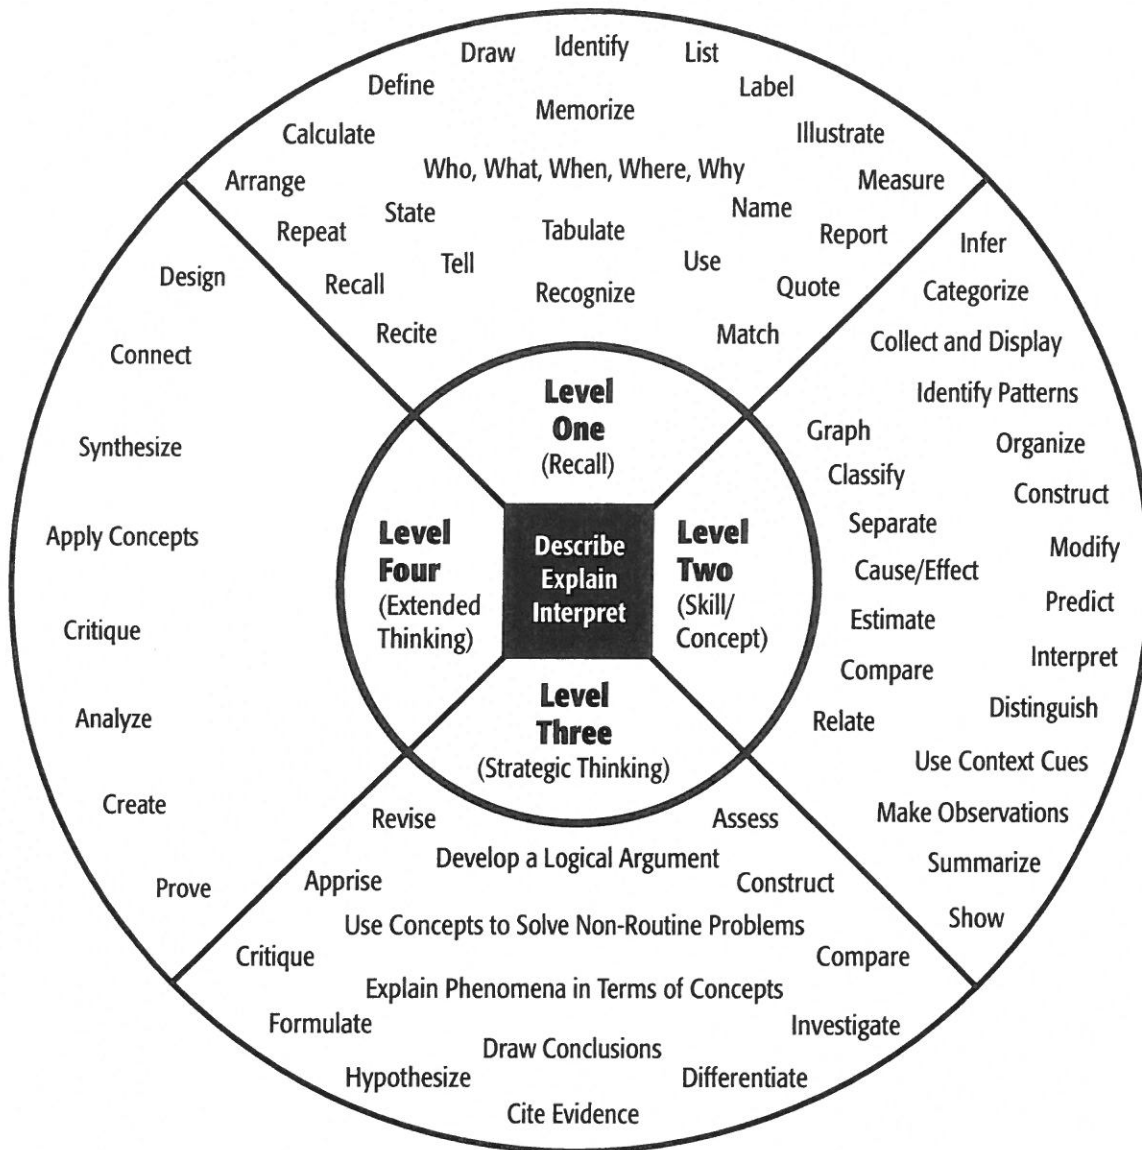 Draw Identify List
Define Label
Memorize
Calculate Illustrate
Who, What, When, Where, Why
Arrange Measure
State Name
Repeat Tabulate Report
Tell Use
Recall Recognize Quote
Recite Match
Infer
Categorize
Collect and Display
Identify Patterns
Graph Organize
Classify
Construct
Separate
Modify
Cause/Effect
Predict
Estimate
Interpret
Compare
Distinguish
Relate
Use Context Cues
Make Observations
Summarize
Show
Revise Assess
Develop a Logical Argument
Apprise Construct
Use Concepts to Solve Non-Routine Problems
Critique Compare
Explain Phenomena in Terms of Concepts
Formulate Investigate
Draw Conclusions
Hypothesize Differentiate
Cite Evidence
Design
Connect
Synthesize
Apply Concepts
Critique
Analyze
Create
Prove
Level
One
(Recall)
Level
Two
(Skill/
Concept)
Level
Three
(Strategic Thinking)
Level
Four
(Extended
Thinking)
Describe
Explain
Interpret